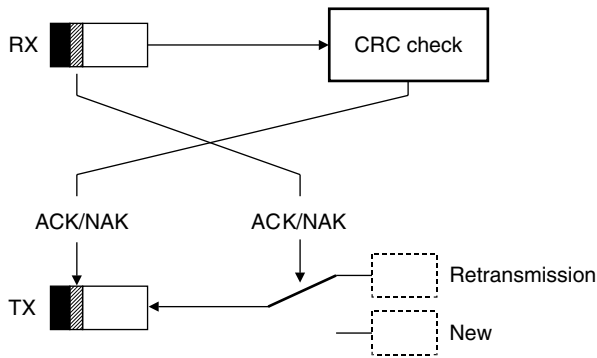 RX
CRC check
ACK/NAK
ACK/NAK
TX
Retransmission
New